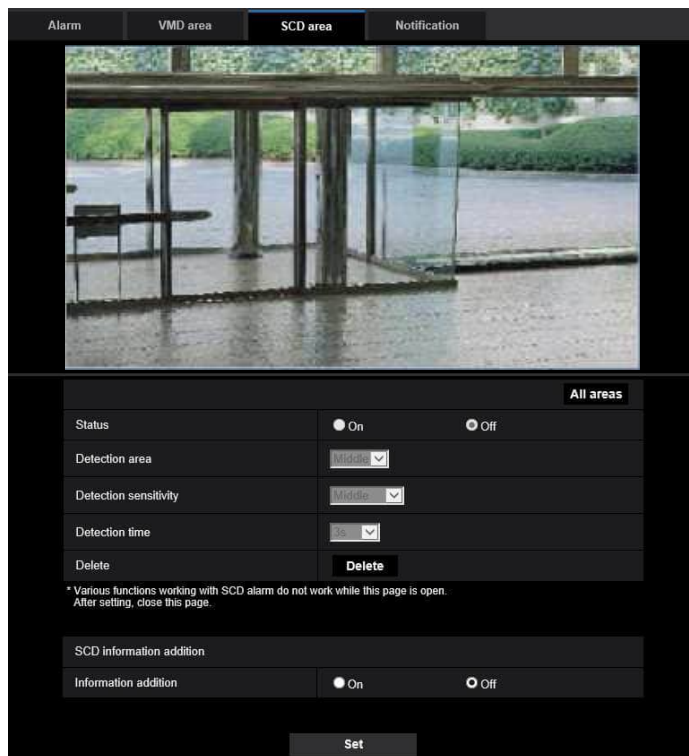 Alarm VMD area SCD area Notification
All areas
Status On Off
Detection area Middle
Detection sensitivity Middle
Detection time 3s
Delete Delete
* Various functions working with SCD alarm do not work while this page is open.
After setting, close this page.
SCD information addition
Information addition On Off
Set